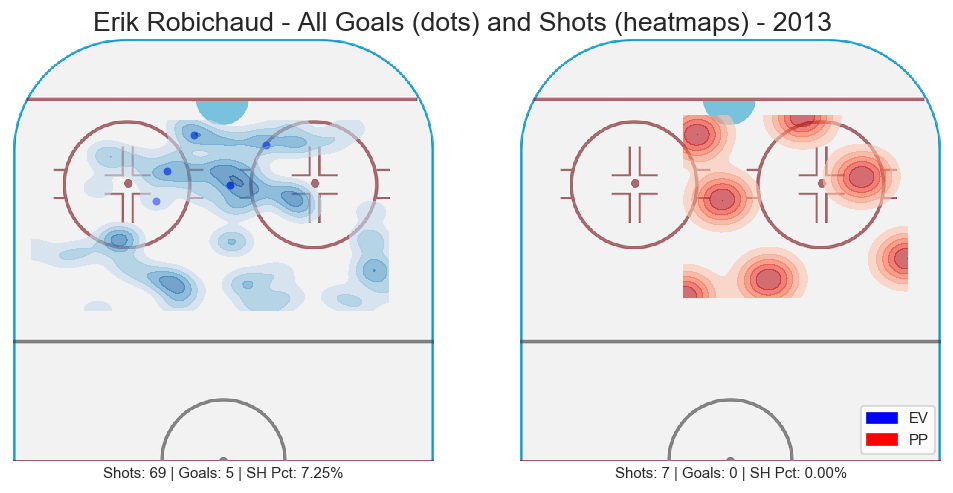 Erik Robichaud - All Goals (dots) and Shots (heatmaps) - 2013
EV
PP
Shots: 69 | Goals: 5 | SH Pct: 7.25%
Shots: 7 | Goals: 0 | SH Pct: 0.00%